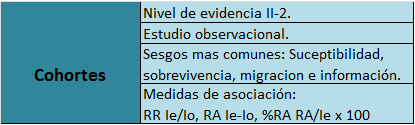 Cohortes
Nivel de evidencia II-2.
Estudio observacional.
Sesgos mas comunes: Suceptibilidad,
sobrevivencia, migracion e información.
Medidas de asociación:
RR Ie/Io, RA Ie-Io, %RA RA/Ie x 100